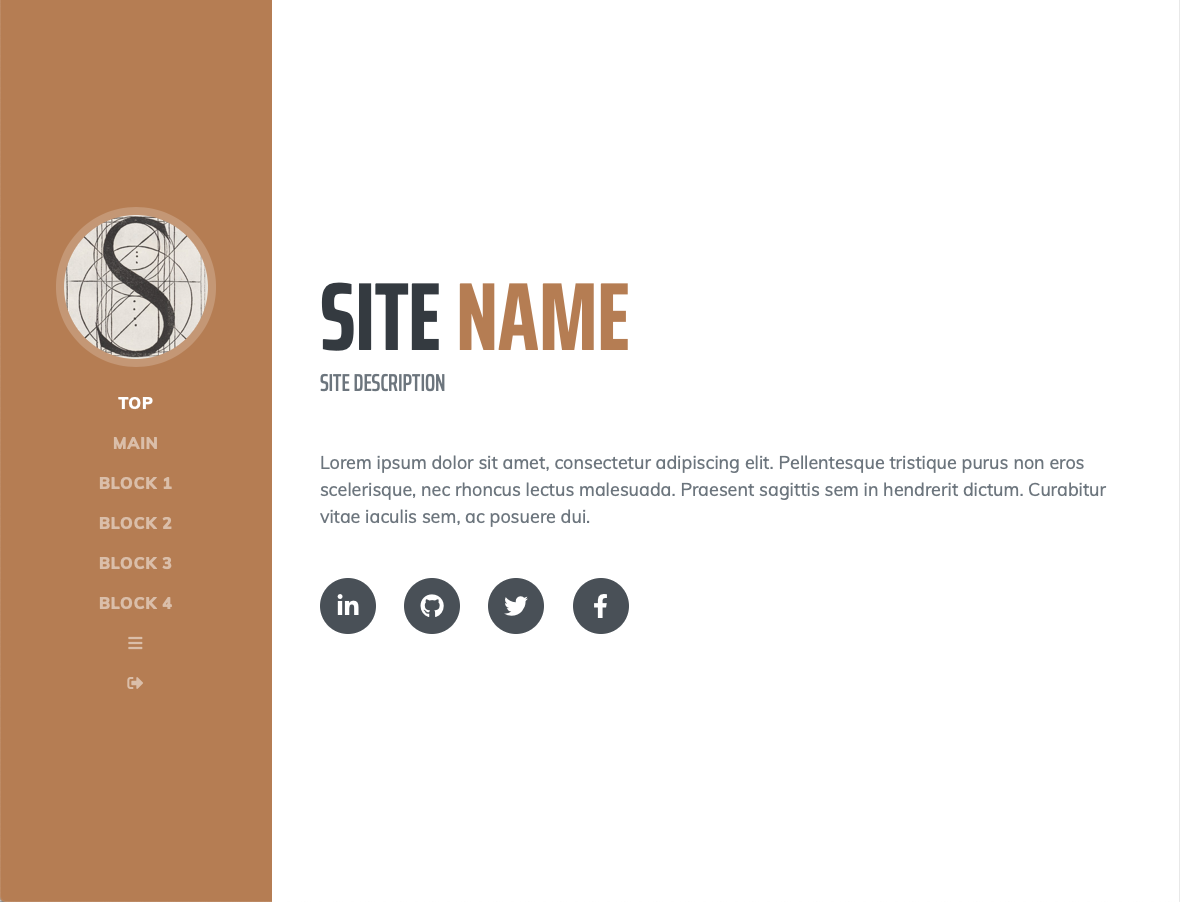 S
TOP
MAIN
BLOCK 1
BLOCK 2
BLOCK 3
BLOCK 4
SITE NAME
SITE DESCRIPTION
Lorem ipsum dolor sit amet, consectetur adipiscing elit. Pellentesque tristique purus non eros
scelerisque, nec rhoncus lectus malesuada. Praesent sagittis sem in hendrerit dictum. Curabitur
vitae iaculis sem, ac posuere dui.
in